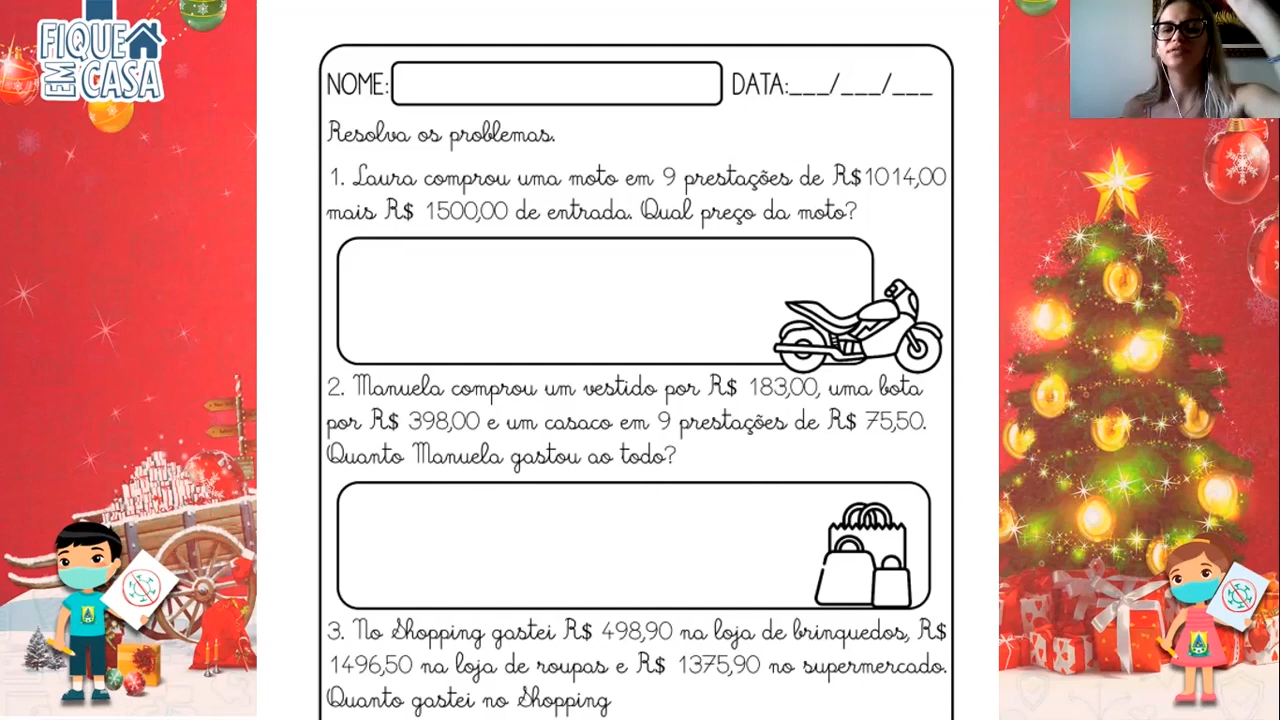 FIQUE
EM
CASA
NOME: DATA:___/___/___
Resolva os problemas.
1. Laura comprou uma moto em 9 prestações de R$1014,00
mais R$ 1500,00 de entrada. Qual preço da moto?
2. Manuela comprou um vestido por R$ 183,00, uma bota
por R$ 398,00 e um casaco em 9 prestações de R$ 75,50.
Quanto Manuela gastou ao todo?
3. No Shopping gastei R$ 498,90 na loja de brinquedos, R$
1496,50 na loja de roupas e R$ 1375,90 no supermercado.
Quanto gastei no Shopping